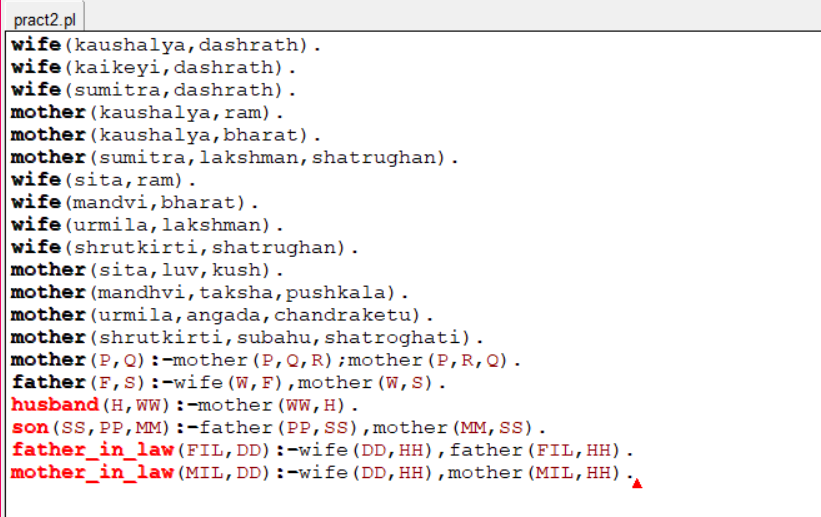 pract2.pl
wife(kaushalya,dashrath).
wife(kaikeyi,dashrath).
wife(sumitra,dashrath).
mother(kaushalya,ram).
mother(kaushalya,bharat).
mother(sumitra,lakshman,shatrughan).
wife(sita,ram).
wife(mandvi,bharat).
wife(urmila,lakshman).
wife(shrutkirti,shatrughan).
mother(sita,luv,kush).
mother(mandhvi,taksha,pushkala).
mother(urmila,angada,chandraketu).
mother(shrutkirti,subahu,shatroghati).
mother(P,Q):-mother(P,Q,R);mother(P,R,Q).
father(F,S):-wife(W,F),mother(W,S).
husband(H,WW):-mother(WW,H).
son(SS,PP,MM):-father(PP,SS),mother(MM,SS).
father_in_law(FIL,DD):-wife(DD,HH),father(FIL,HH).
mother_in_law(MIL,DD):-wife(DD,HH),mother(MIL,HH).